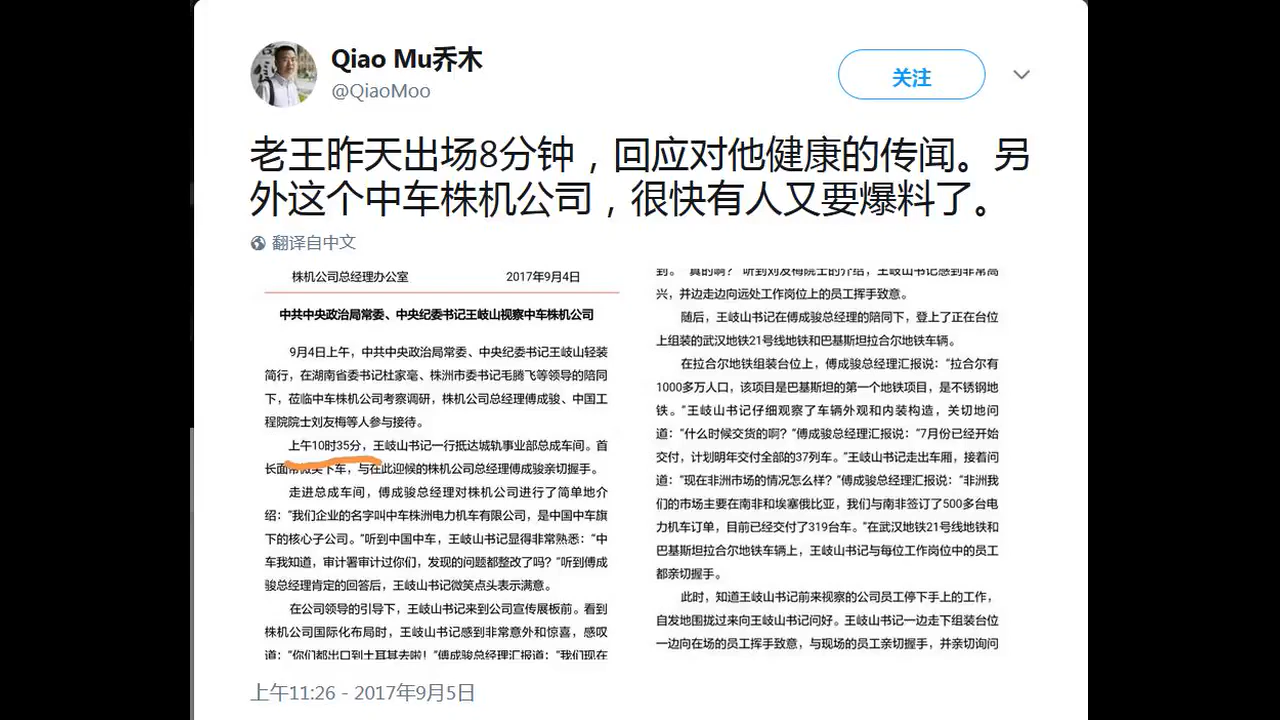 Qiao Mu乔木
@QiaoMoo
关注
老王昨天出场8分钟，回应对他健康的传闻。另
外这个中车株机公司，很快有人又要爆料了。
翻译自中文
株机公司总经理办公室 2017年9月4日
中共中央政治局常委、中央纪委书记王岐山视察中车株机公司
9月4日上午，中共中央政治局常委、中央纪委书记王岐山轻装
简行，在湖南省委书记杜家毫、株洲市委书记毛腾飞等领导的陪同
下，莅临中车株机公司考察调研，株机公司总经理傅成骏、中国工
程院院士刘友梅等人参与接待。
上午10时35分，王岐山书记一行抵达城轨事业部总成车间。首
长面带微笑下车，与在此迎候的株机公司总经理傅成骏亲切握手。
走进总成车间，傅成骏总经理对株机公司进行了简单地介
绍：“我们企业的名字叫中车株洲电力机车有限公司，是中国中车旗
下的核心子公司。”听到中国中车，王岐山书记显得非常熟悉：“中
车我知道，审计署审计过你们，发现的问题都整改了吗？”听到傅成
骏总经理肯定的回答后，王岐山书记微笑点头表示满意。
在公司领导的引导下，王岐山书记来到公司宣传展板前。看到
株机公司国际化布局时，王岐山书记感到非常意外和惊喜，感叹
道：“你们都出口到土耳其去啦！”傅成骏总经理汇报道：“我们现在
到。“真的啊？”听到刘友梅院士的介绍，王岐山书记感到非常高
兴，并边走边向远处工作岗位上的员工挥手致意。
随后，王岐山书记在傅成骏总经理的陪同下，登上了正在台位
上组装的武汉地铁21号线地铁和巴基斯坦拉合尔地铁车辆。
在拉合尔地铁组装台位上，傅成骏总经理汇报说：“拉合尔有
1000多万人口，该项目是巴基斯坦的第一个地铁项目，是不锈钢地
铁。”王岐山书记仔细观察了车辆外观和内装构造，关切地问
道：“什么时候交货的啊？”傅成骏总经理汇报说：“7月份已经开始
交付，计划明年交付全部的37列车。”王岐山书记走出车厢，接着问
道：“现在非洲市场的情况怎么样？”傅成骏总经理汇报说：“非洲我
们的市场主要在南非和埃塞俄比亚，我们与南非签订了500多台电
力机车订单，目前已经交付了319台车。”在武汉地铁21号线地铁和
巴基斯坦拉合尔地铁车辆上，王岐山书记与每位工作岗位中的员工
都亲切握手。
此时，知道王岐山书记前来视察的公司员工停下手上的工作，
自发地围拢过来向王岐山书记问好。王岐山书记一边走下组装台位
一边向在场的员工挥手致意，与现场的员工亲切握手，并亲切询问
上午11:26 - 2017年9月5日